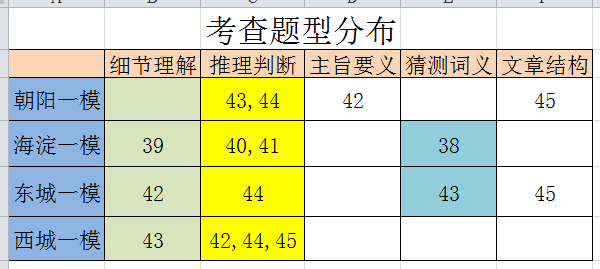 考查题型分布
细节理解 推理判断 主旨要义 猜测词义 文章结构
朝阳一模 43,44 42 45
海淀一模 39 40,41 38
东城一模 42 44 43 45
西城一模 43 42,44,45